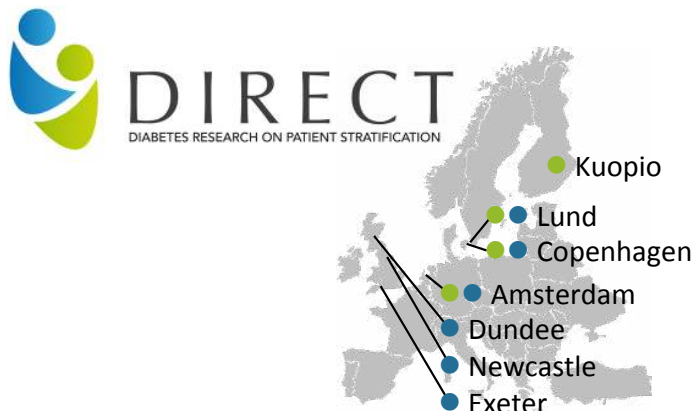 DIRECT
DIABETES RESEARCH ON PATIENT STRATIFICATION
Kuopio
Lund
Copenhagen
Amsterdam
Dundee
Newcastle
Exeter